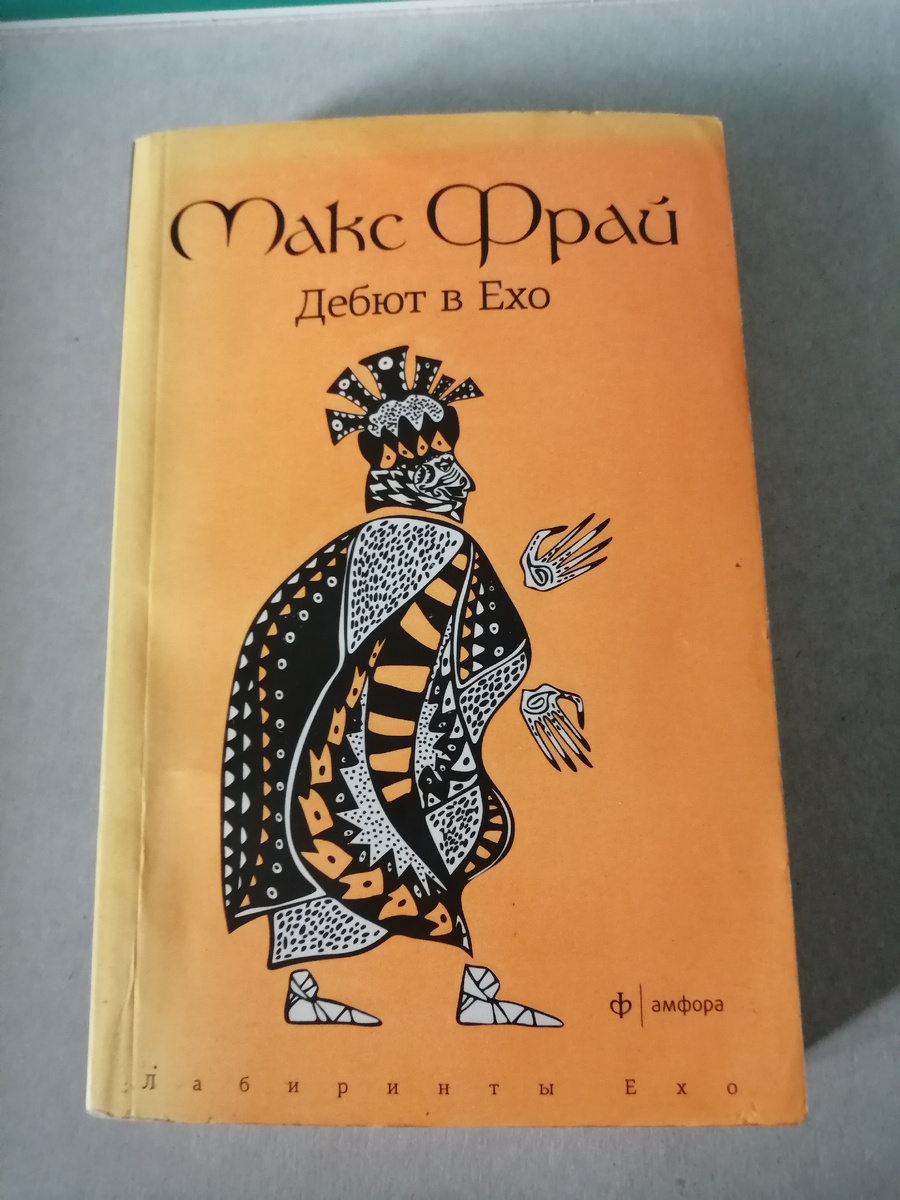 Макс Фрай
Дебют в Ехо
ф | амфора
Лабиринты Ехо